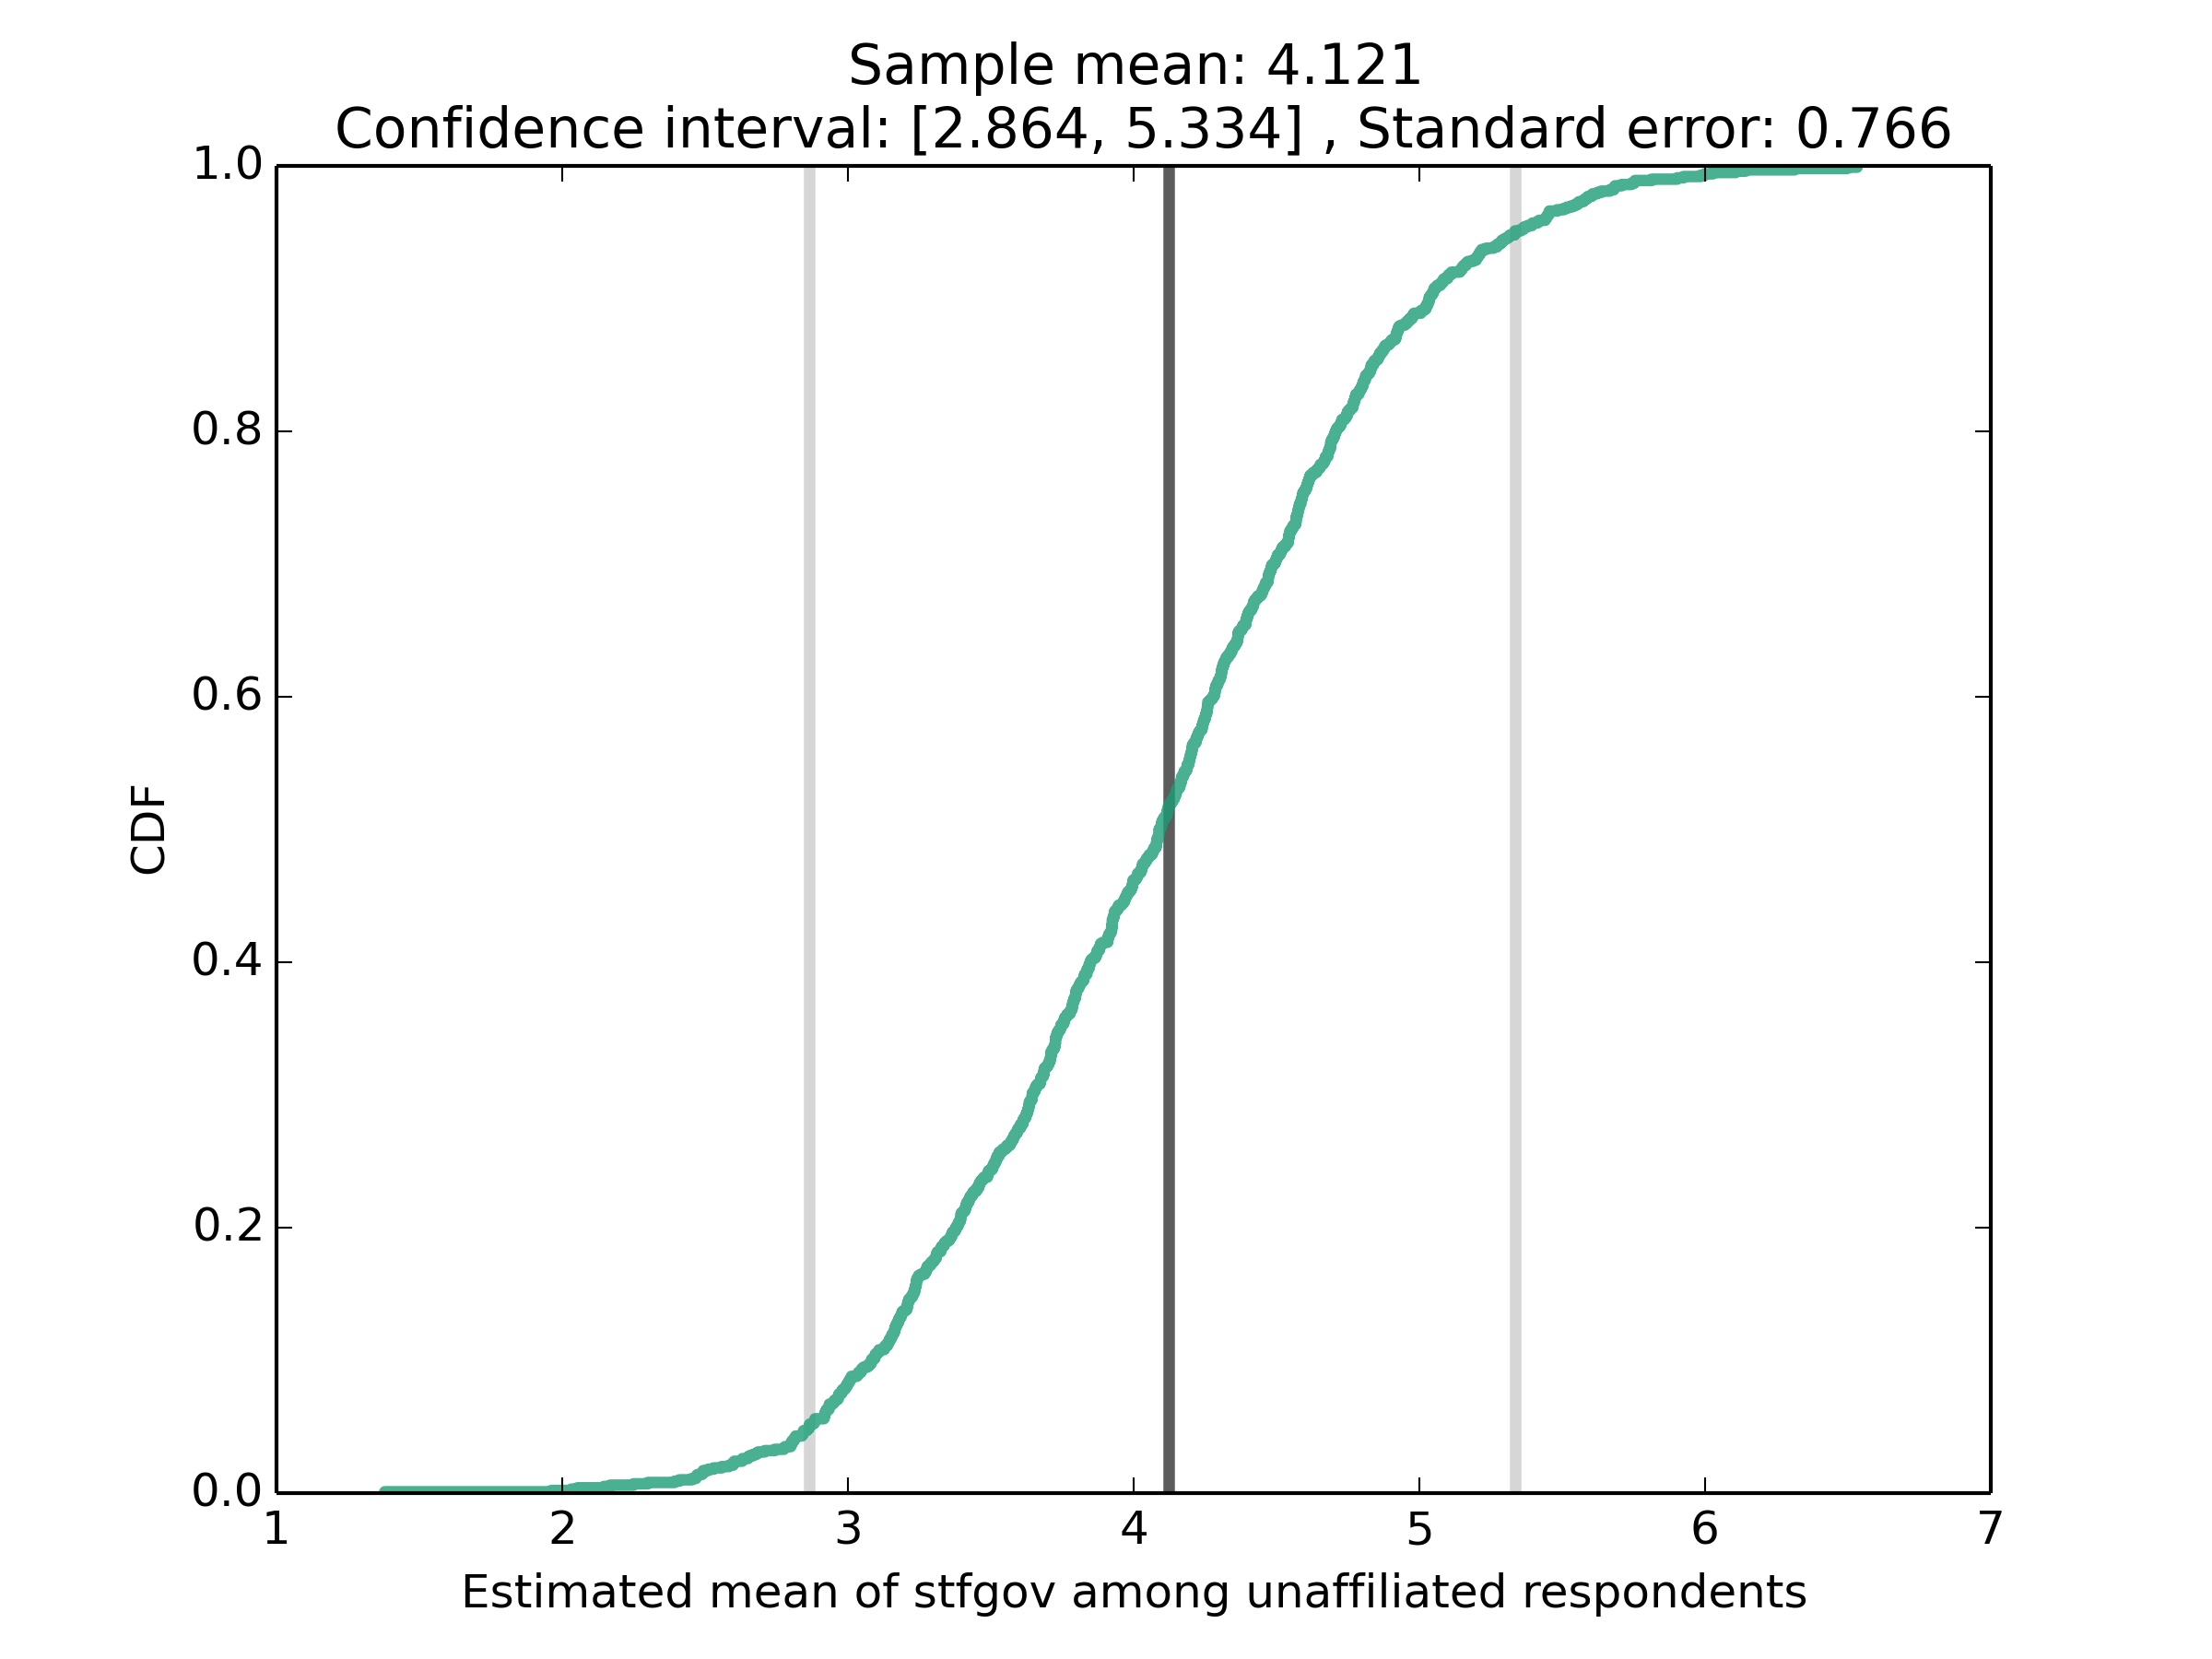 Sample mean: 4.121
Confidence interval: [2.864, 5.334] , Standard error: 0.766
1.0
0.8
0.6
0.4
0.2
0.0
CDF
1 2 3 4 5 6 7
Estimated mean of stfgov among unaffiliated respondents